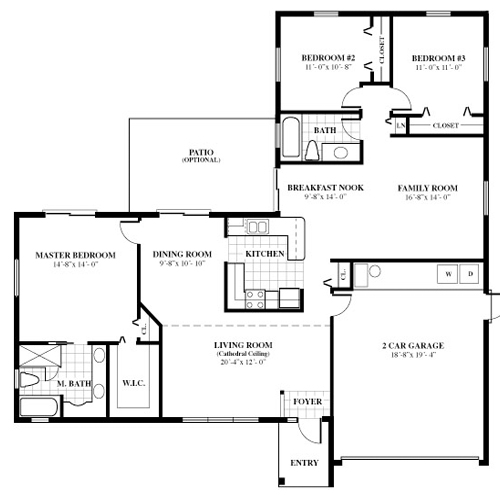 BEDROOM #2
11'-0"x 10'-8"
CLOSET
BEDROOM #3
11'-0"x 11'-0"
CLOSET
LN
BATH
PATIO
(OPTIONAL)
BREAKFAST NOOK
9'-8"x 14'-0"
FAMILY ROOM
16'-8"x 14'-0"
MASTER BEDROOM
14'-8"x 14'-0"
DINING ROOM
9'-8"x 10'-10"
KITCHEN
CL.
W
D
CL.
LIVING ROOM
(Cathedral Ceiling)
20'-4"x 12'-0"
2 CAR GARAGE
18'-8"x 19'-4"
M. BATH
W.I.C.
FOYER
ENTRY